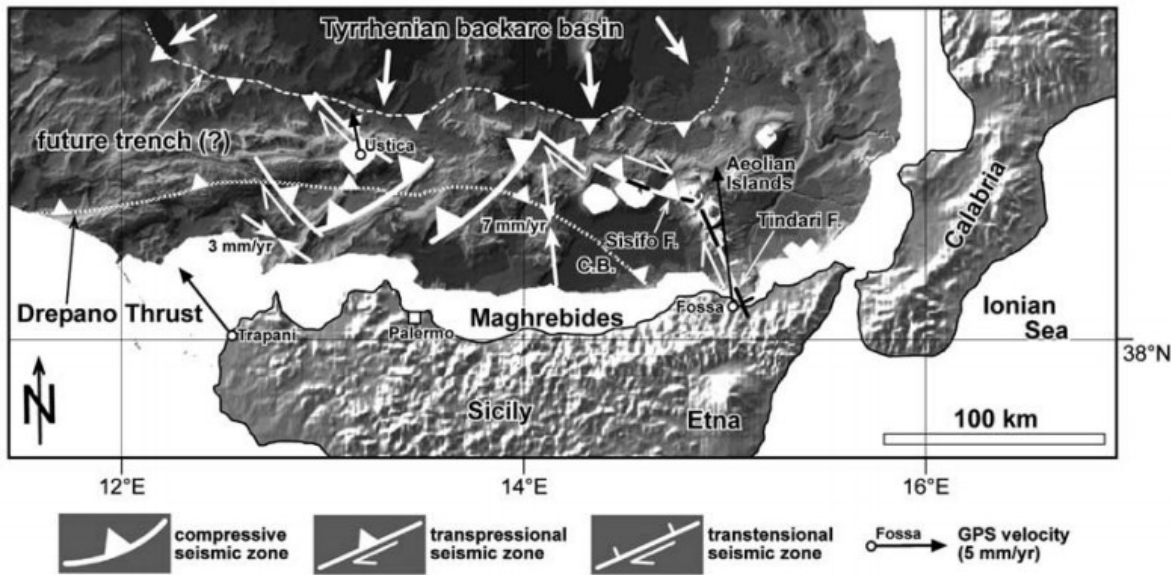 Tyrrhenian backarc basin
future trench (?)
Ustica
Aeolian
Islands
Tindari F.
Calabria
7 mm/yr
Sisifo F.
3 mm/yr
C.B.
Drepano Thrust
Fossa
Maghrebides
Ionian
Sea
Trapani
Palermo
38°N
N
Sicily
Etna
100 km
12°E
14°E
16°E
compressive
seismic zone
transpressional
seismic zone
transtensional
seismic zone
Fossa
GPS velocity
(5 mm/yr)